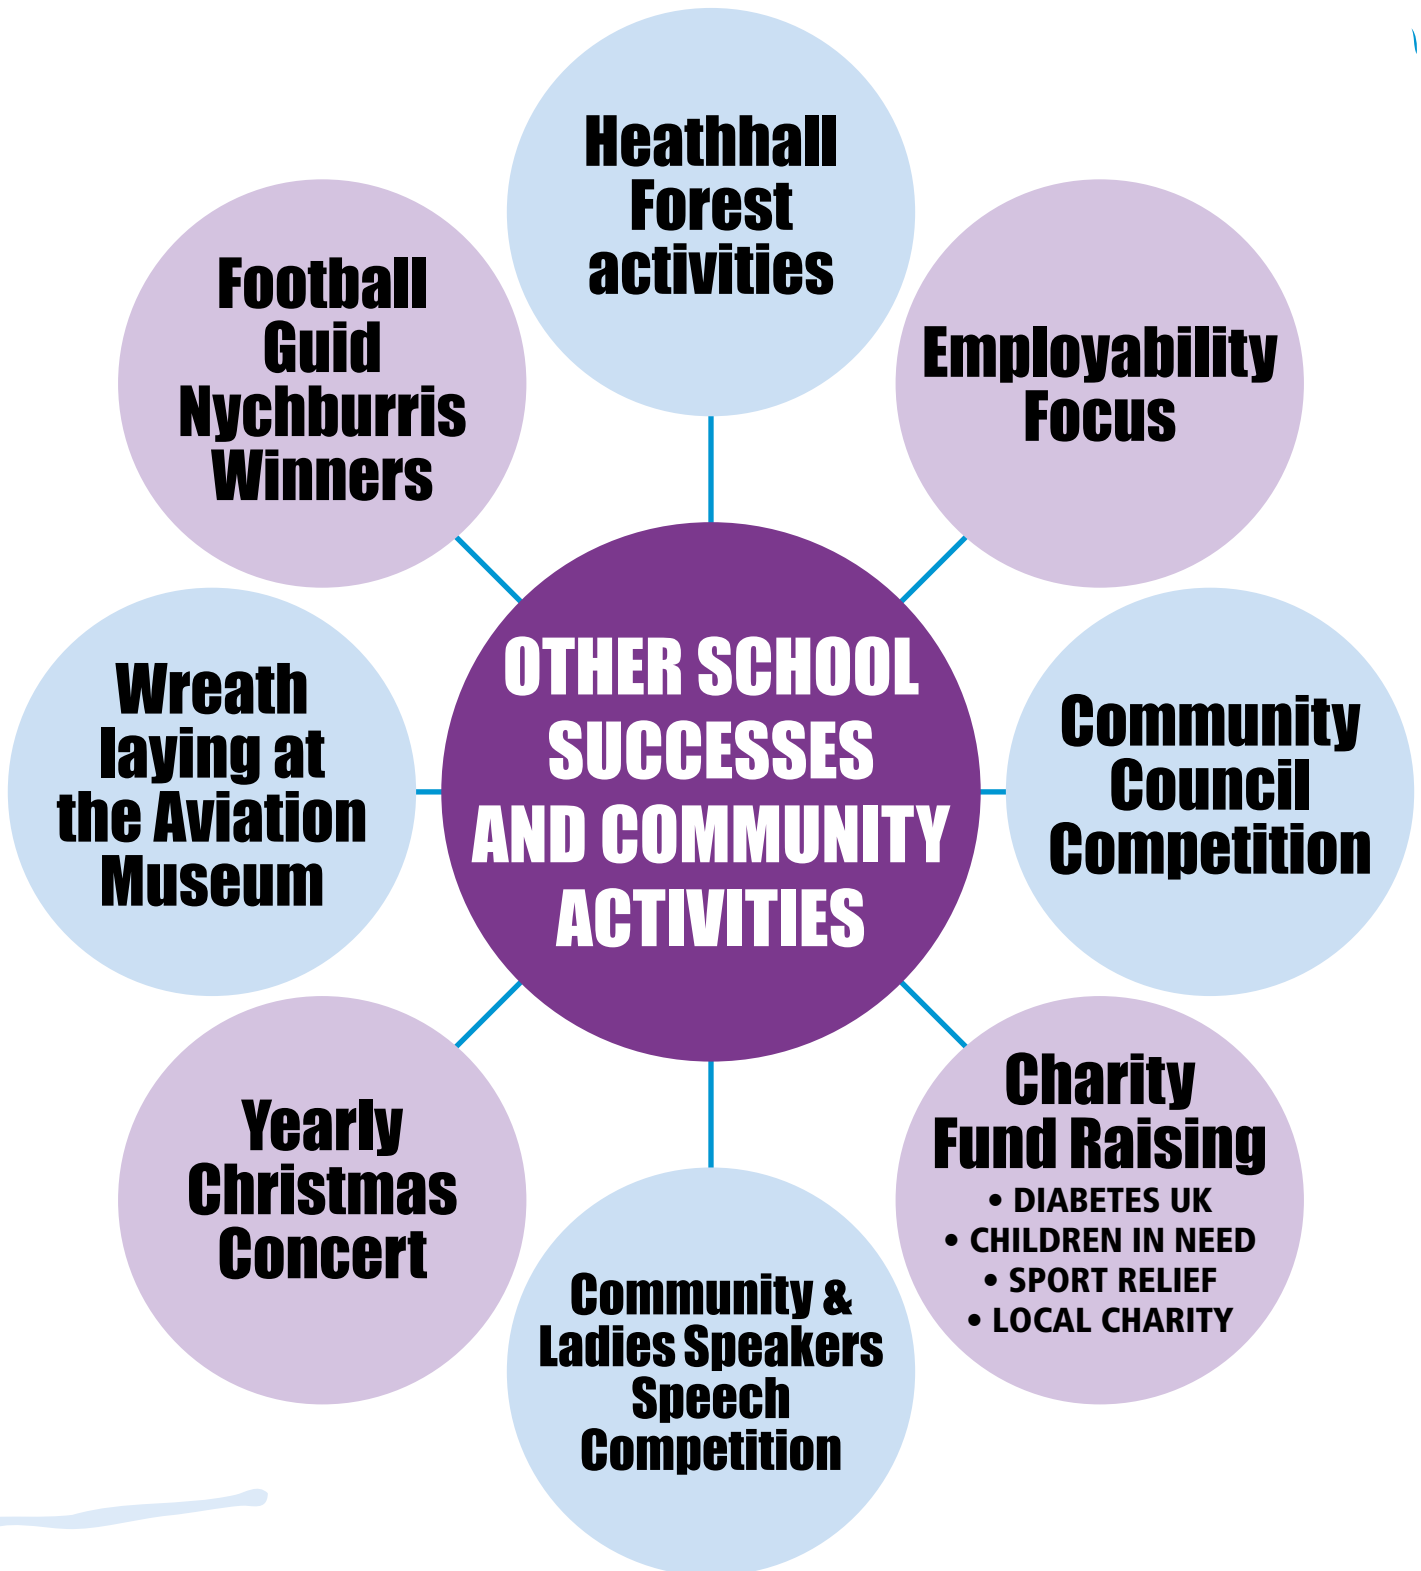 Heathhall
Forest
activities
Employability
Focus
Community
Council
Competition
Charity
Fund Raising
• DIABETES UK
• CHILDREN IN NEED
• SPORT RELIEF
• LOCAL CHARITY
Community &
Ladies Speakers
Speech
Competition
Yearly
Christmas
Concert
Wreath
laying at
the Aviation
Museum
Football
Guid
Nychburris
Winners
OTHER SCHOOL
SUCCESSES
AND COMMUNITY
ACTIVITIES